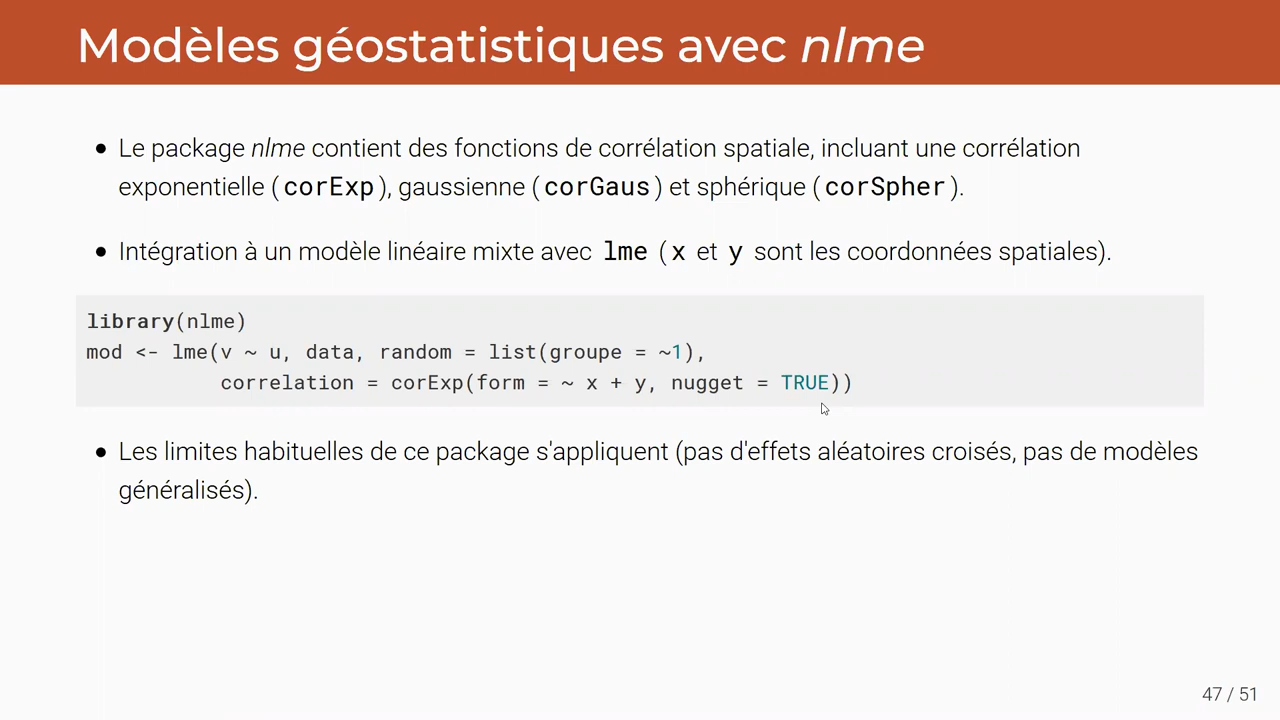 Modèles géostatistiques avec nlme
• Le package nlme contient des fonctions de corrélation spatiale, incluant une corrélation
exponentielle (corExp), gaussienne (corGaus) et sphérique (corSpher).
• Intégration à un modèle linéaire mixte avec lme (x et y sont les coordonnées spatiales).
library(nlme)
mod <- lme(v ~ u, data, random = list(groupe = ~1),
           correlation = corExp(form = ~ x + y, nugget = TRUE))
• Les limites habituelles de ce package s'appliquent (pas d'effets aléatoires croisés, pas de modèles
généralisés).
47 / 51